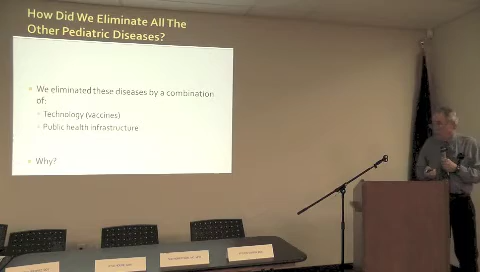 How Did We Eliminate All The
Other Pediatric Diseases?
We eliminated these diseases by a combination
of:
Technology (vaccines)
Public health infrastructure
Why?